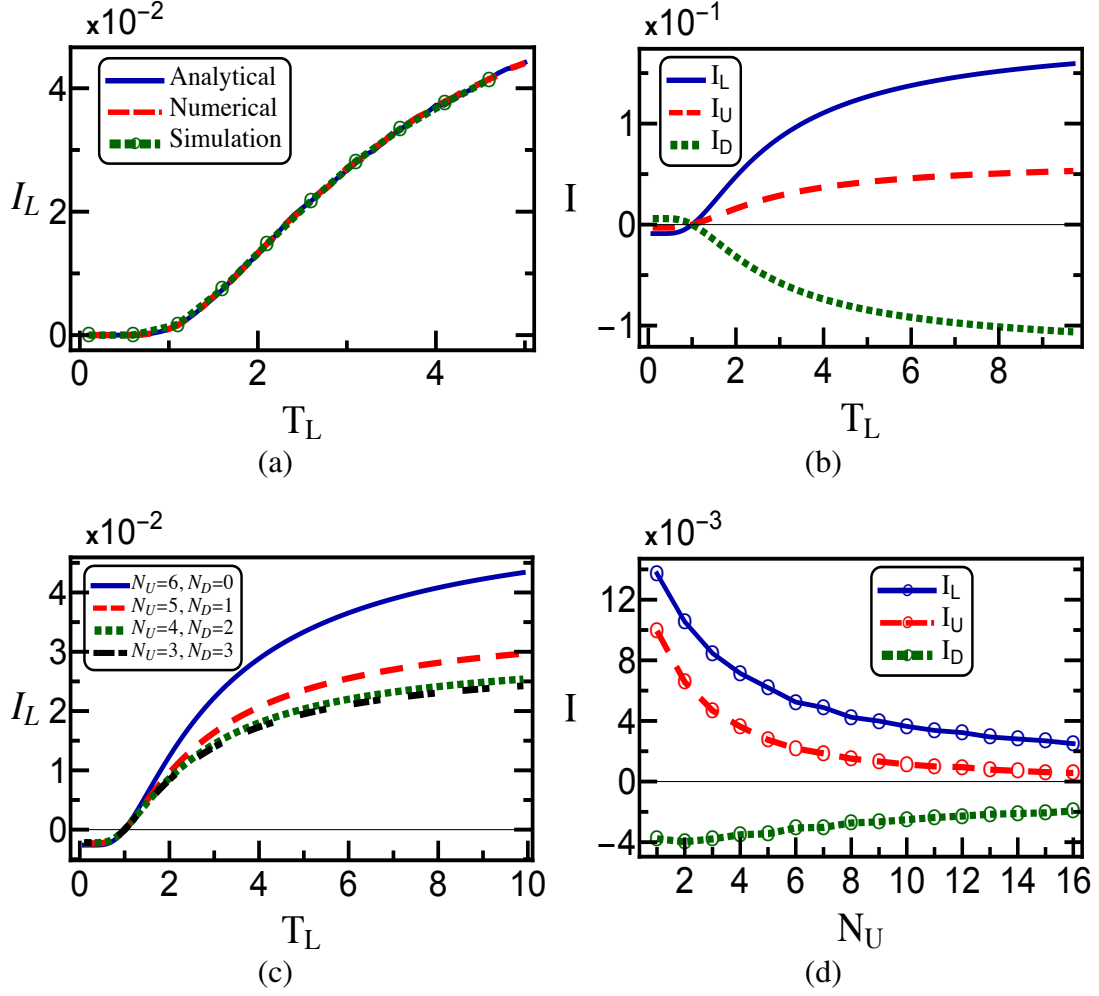 x10⁻²
Analytical
Numerical
Simulation
4
2
0
I_L
0 2 4
T_L
(a)
x10⁻¹
I_L
I_U
I_D
1
0
−1
I
0 2 4 6 8
T_L
(b)
x10⁻²
N_U=6, N_D=0
N_U=5, N_D=1
N_U=4, N_D=2
N_U=3, N_D=3
4
3
2
1
0
I_L
0 2 4 6 8 10
T_L
(c)
x10⁻³
I_L
I_U
I_D
12
8
4
0
−4
I
2 4 6 8 10 12 14 16
N_U
(d)